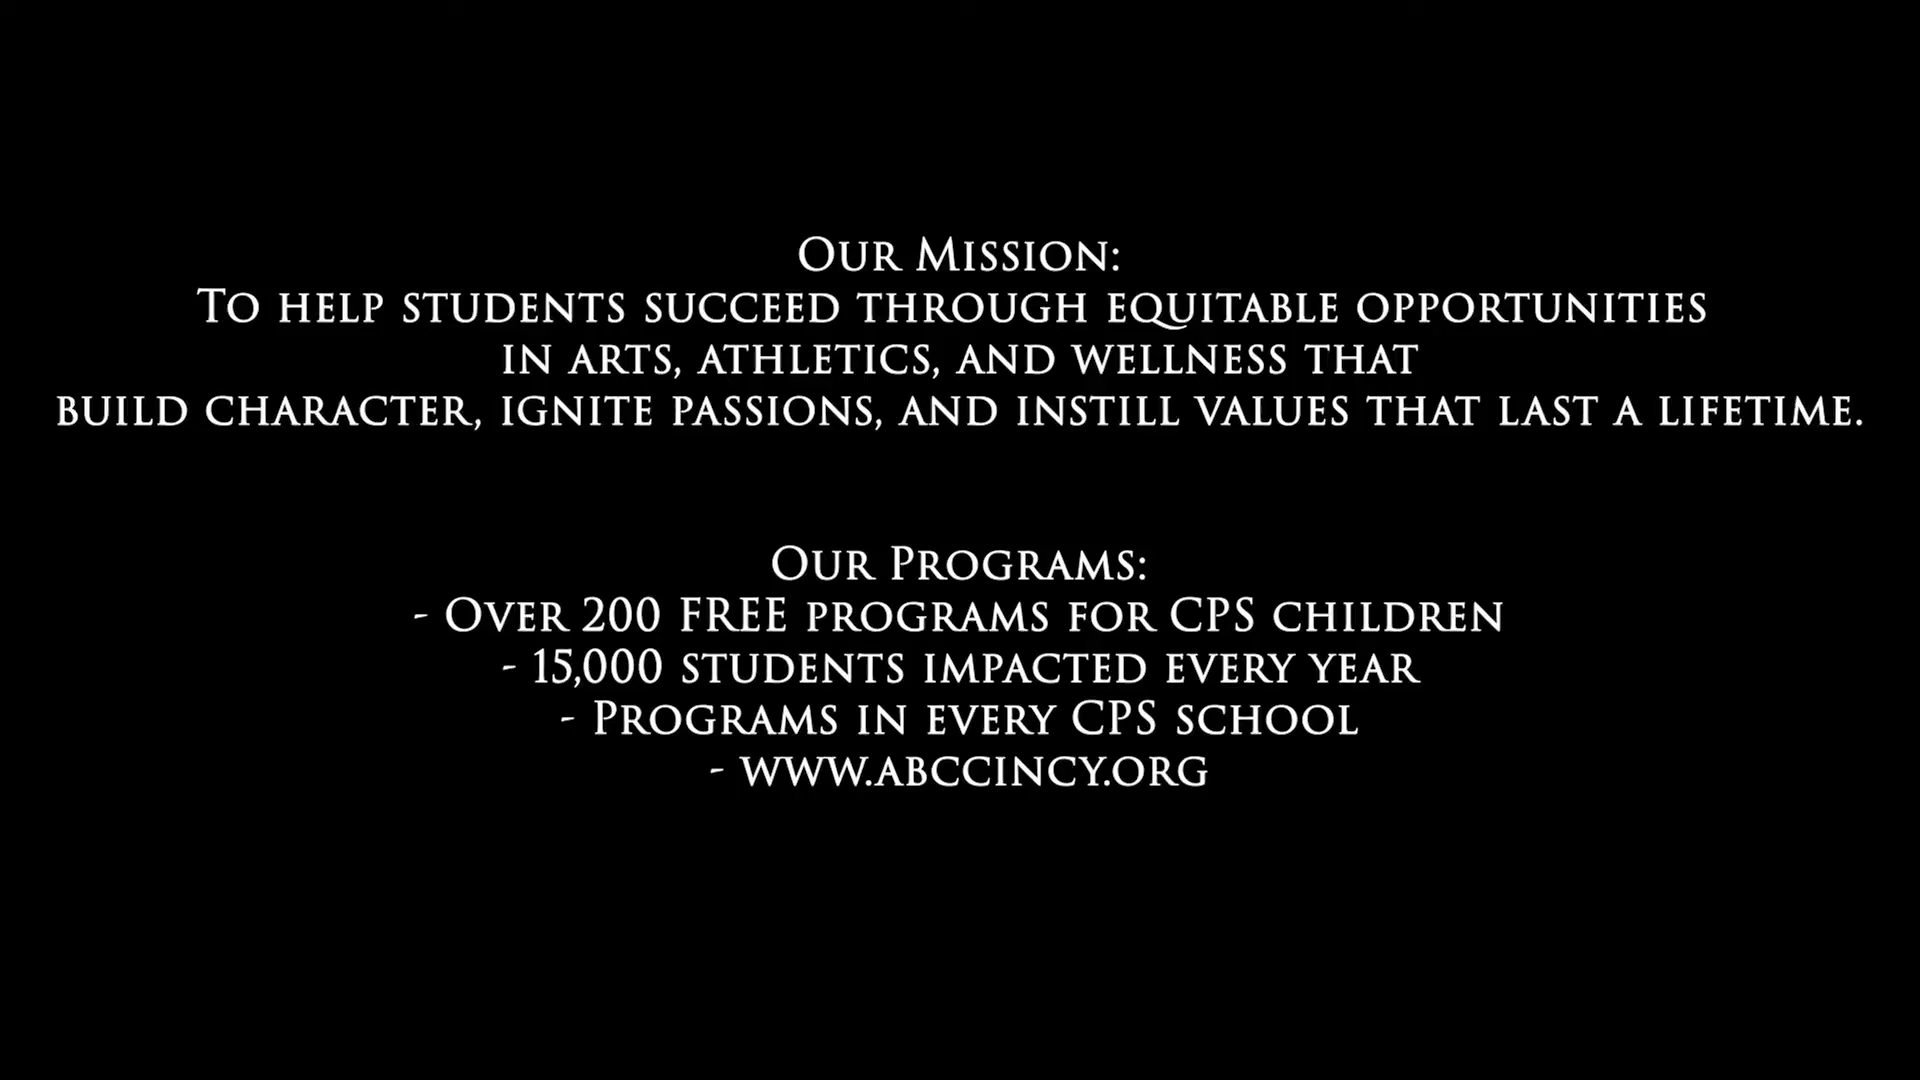 Our Mission:
To help students succeed through equitable opportunities
in arts, athletics, and wellness that
build character, ignite passions, and instill values that last a lifetime.
Our Programs:
- Over 200 FREE programs for CPS children
- 15,000 students impacted every year
- Programs in every CPS school
- www.abccincy.org